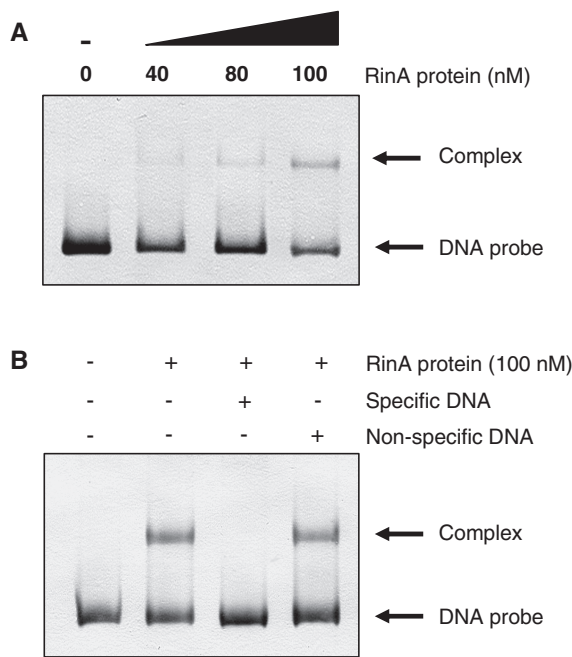 A
-
0 40 80 100 RinA protein (nM)
Complex
DNA probe
B - + + + RinA protein (100 nM)
- - + - Specific DNA
- - - + Non-specific DNA
Complex
DNA probe